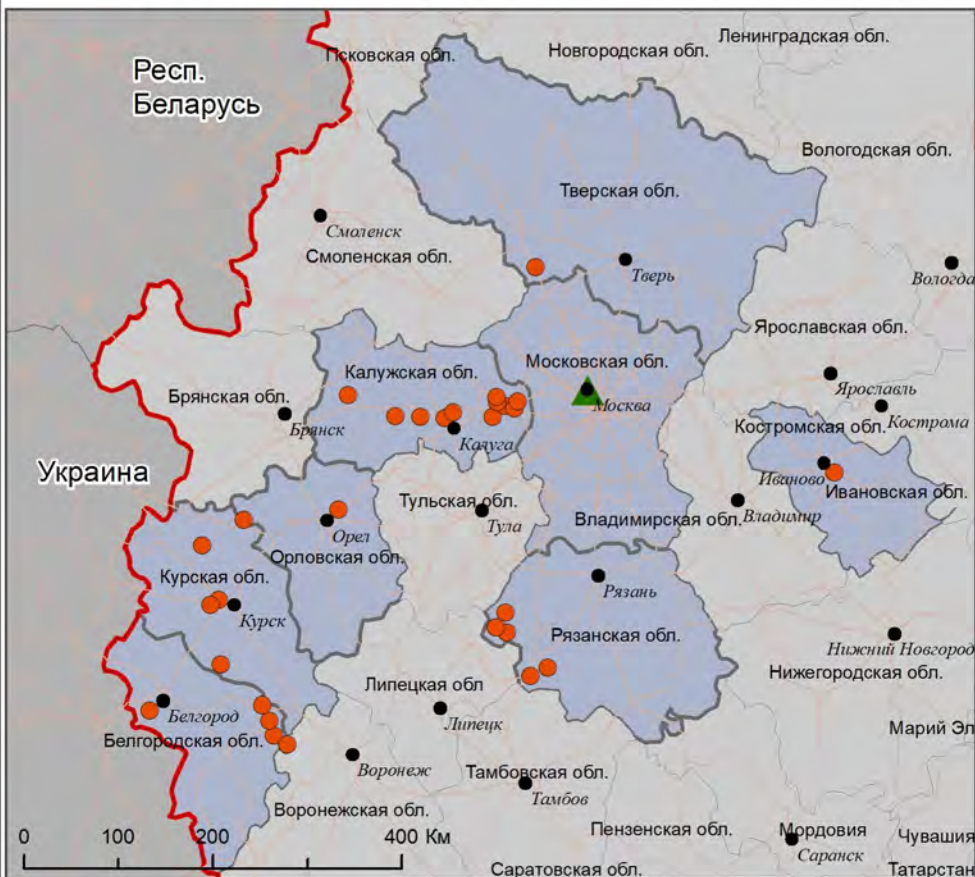 Ленинградская обл.
Новгородская обл.
Псковская обл.
Респ.
Беларусь
Вологодская обл.
Тверская обл.
Смоленск
Смоленская обл.
Тверь
Вологда
Ярославская обл.
Московская обл.
Калужская обл.
Ярославль
Брянская обл.
Москва
Кострома
Брянск
Костромская обл.
Калуга
Украина
Иваново
Ивановская обл.
Тульская обл.
Владимир
Орел
Тула
Владимирская обл.
Орловская обл.
Курская обл.
Рязань
Курск
Рязанская обл.
Нижний Новгород
Нижегородская обл.
Липецкая обл
Белгород
Липецк
Марий Эл
Белгородская обл.
Воронеж
Тамбовская обл.
Тамбов
Воронежская обл.
Пензенская обл.
Мордовия
Чувашия
0 100 200 400 Км
Саранск
Саратовская обл.
Татарстан